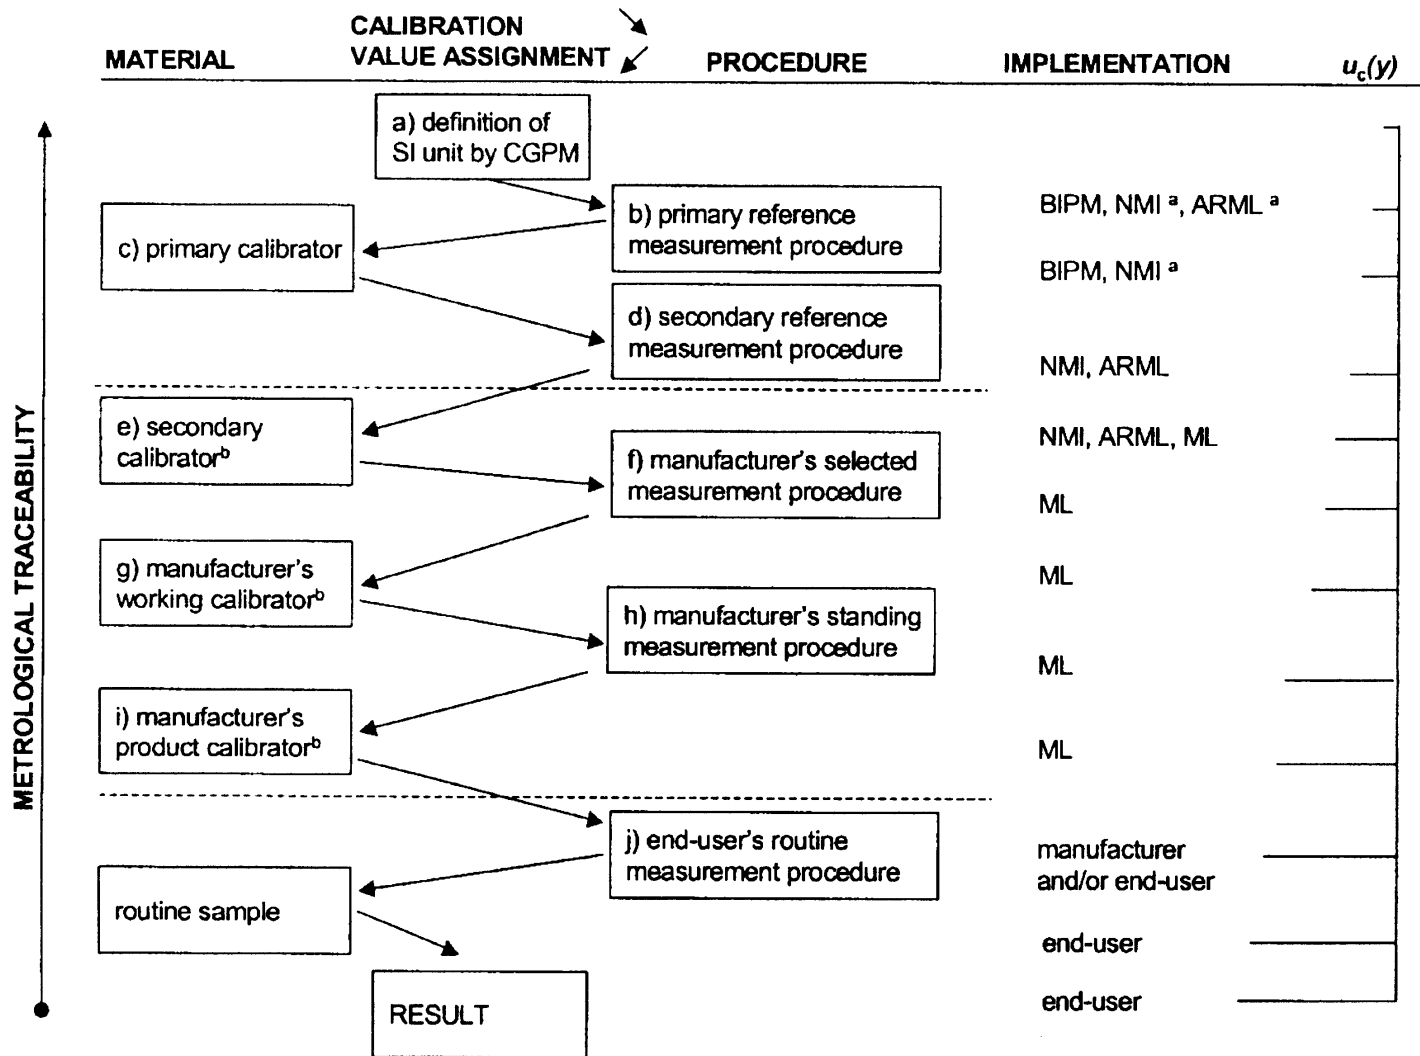 CALIBRATION
MATERIAL VALUE ASSIGNMENT PROCEDURE IMPLEMENTATION u_c(y)
a) definition of
SI unit by CGPM
b) primary reference
measurement procedure
BIPM, NMI ᵃ, ARML ᵃ
c) primary calibrator
BIPM, NMI ᵃ
d) secondary reference
measurement procedure
NMI, ARML
e) secondary
calibratorᵇ
NMI, ARML, ML
f) manufacturer's selected
measurement procedure
ML
g) manufacturer's
working calibratorᵇ
ML
h) manufacturer's standing
measurement procedure
ML
i) manufacturer's
product calibratorᵇ
ML
j) end-user's routine
measurement procedure
manufacturer
and/or end-user
routine sample
end-user
RESULT
end-user
METROLOGICAL TRACEABILITY